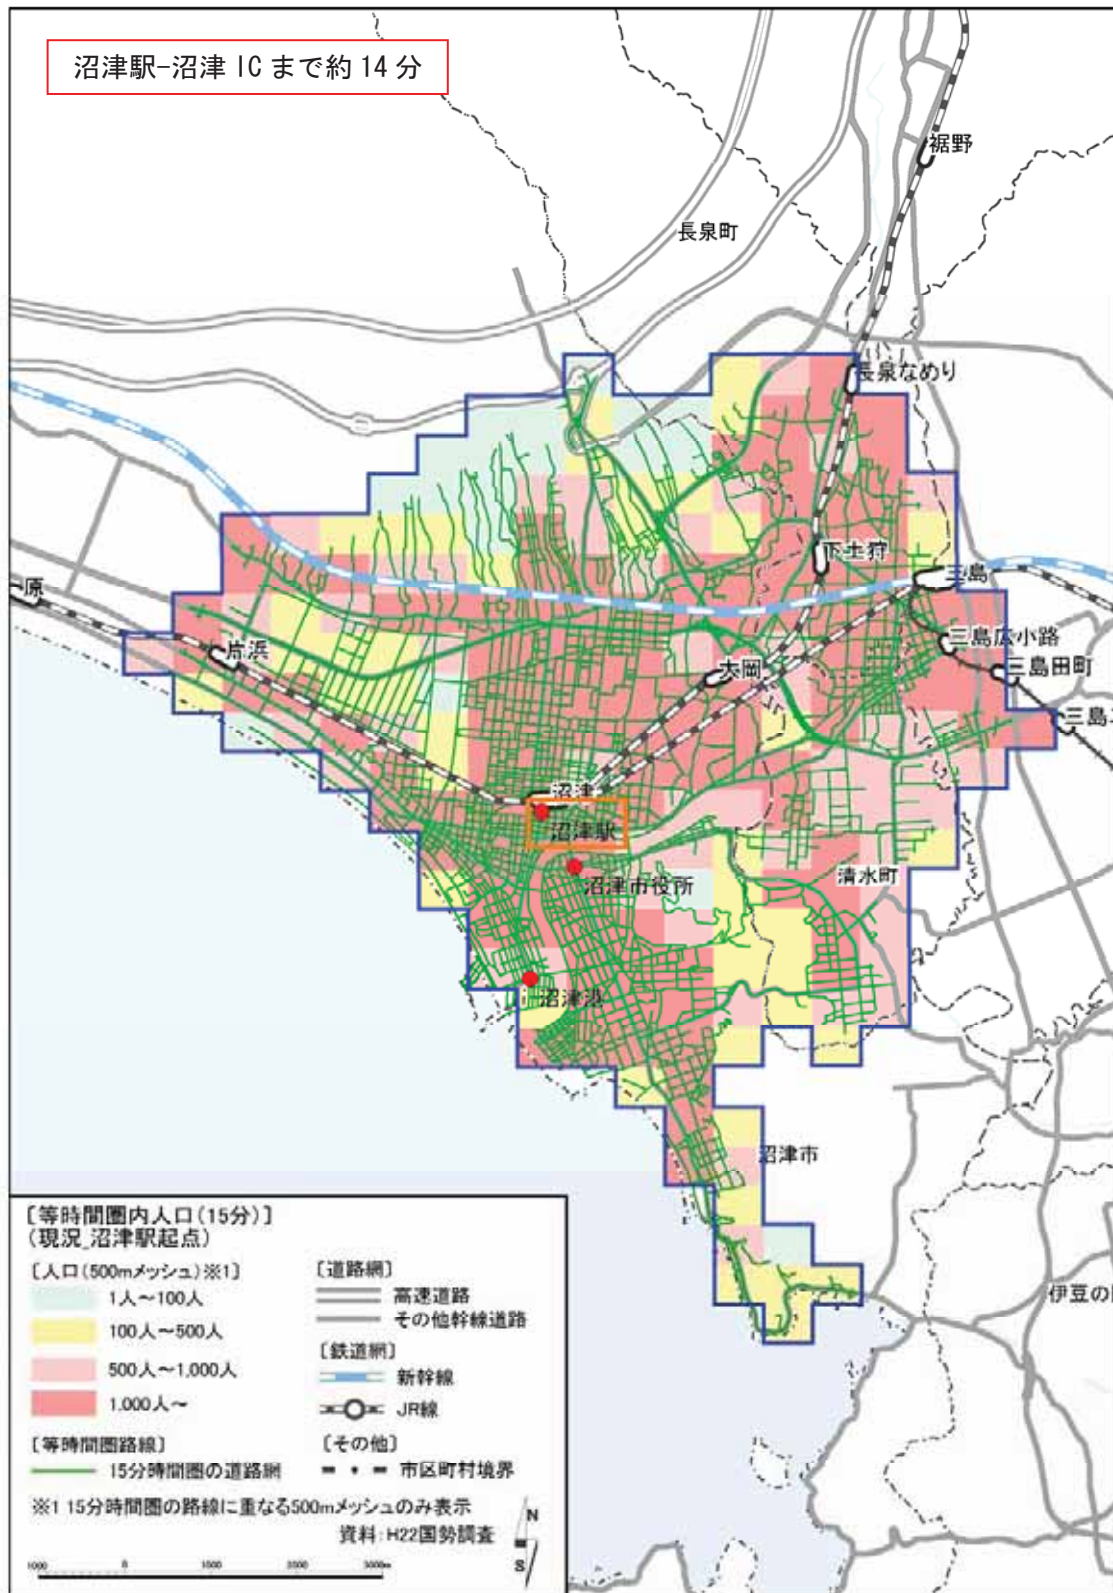 沼津駅-沼津 IC まで約 14 分
裾野
長泉町
長泉なめり
下土狩
三島
原
三島広小路
片浜
大岡
三島田町
三島
沼津
沼津駅
沼津市役所
清水町
沼津港
沼津市
伊豆の
[等時間圏内人口(15分)]
(現況_沼津駅起点)
[人口(500mメッシュ)※1]
1人～100人
100人～500人
500人～1,000人
1,000人～
[等時間圏路線]
15分時間圏の道路網
[道路網]
高速道路
その他幹線道路
[鉄道網]
新幹線
JR線
[その他]
市区町村境界
※1 15分時間圏の路線に重なる500mメッシュのみ表示
資料:H22国勢調査
N
S
1000 0 1000 2000 3000m